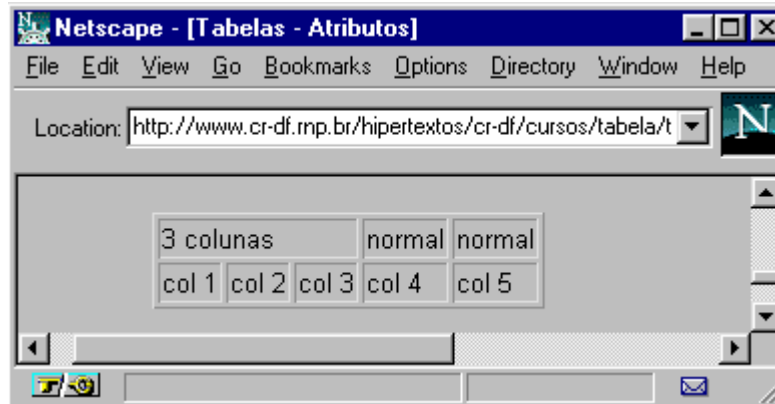 Netscape - [Tabelas - Atributos]
File Edit View Go Bookmarks Options Directory Window Help
Location: http://www.cr-df.rnp.br/hipertextos/cr-df/cursos/tabela/t
N
3 colunas normal normal
col 1 col 2 col 3 col 4 col 5